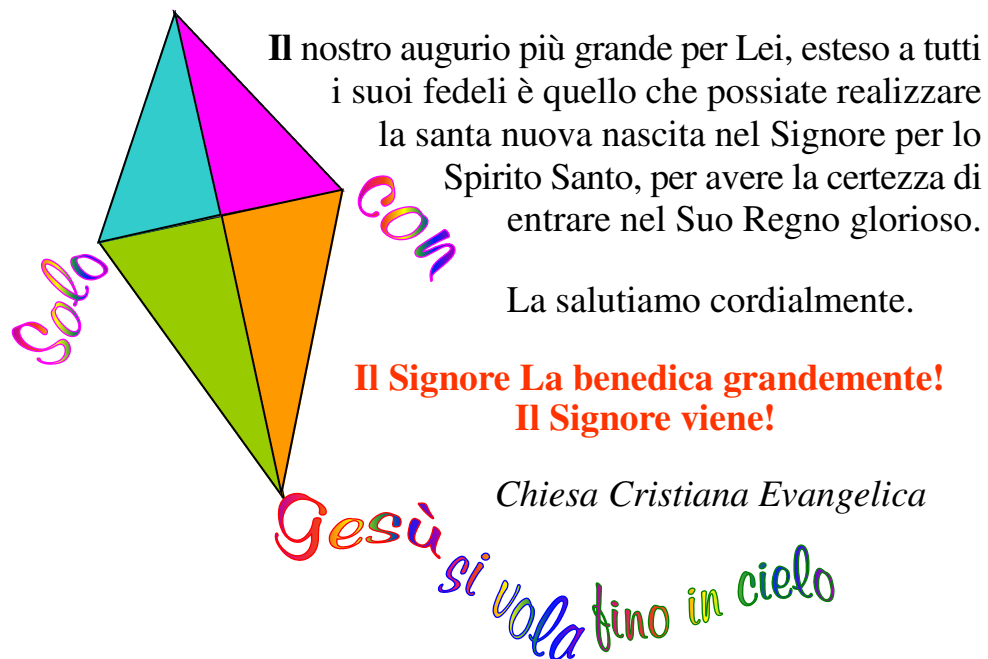 Il nostro augurio più grande per Lei, esteso a tutti
i suoi fedeli è quello che possiate realizzare
la santa nuova nascita nel Signore per lo
Spirito Santo, per avere la certezza di
entrare nel Suo Regno glorioso.
La salutiamo cordialmente.
Il Signore La benedica grandemente!
Il Signore viene!
Chiesa Cristiana Evangelica
Solo
con
Gesù
si vola fino in cielo